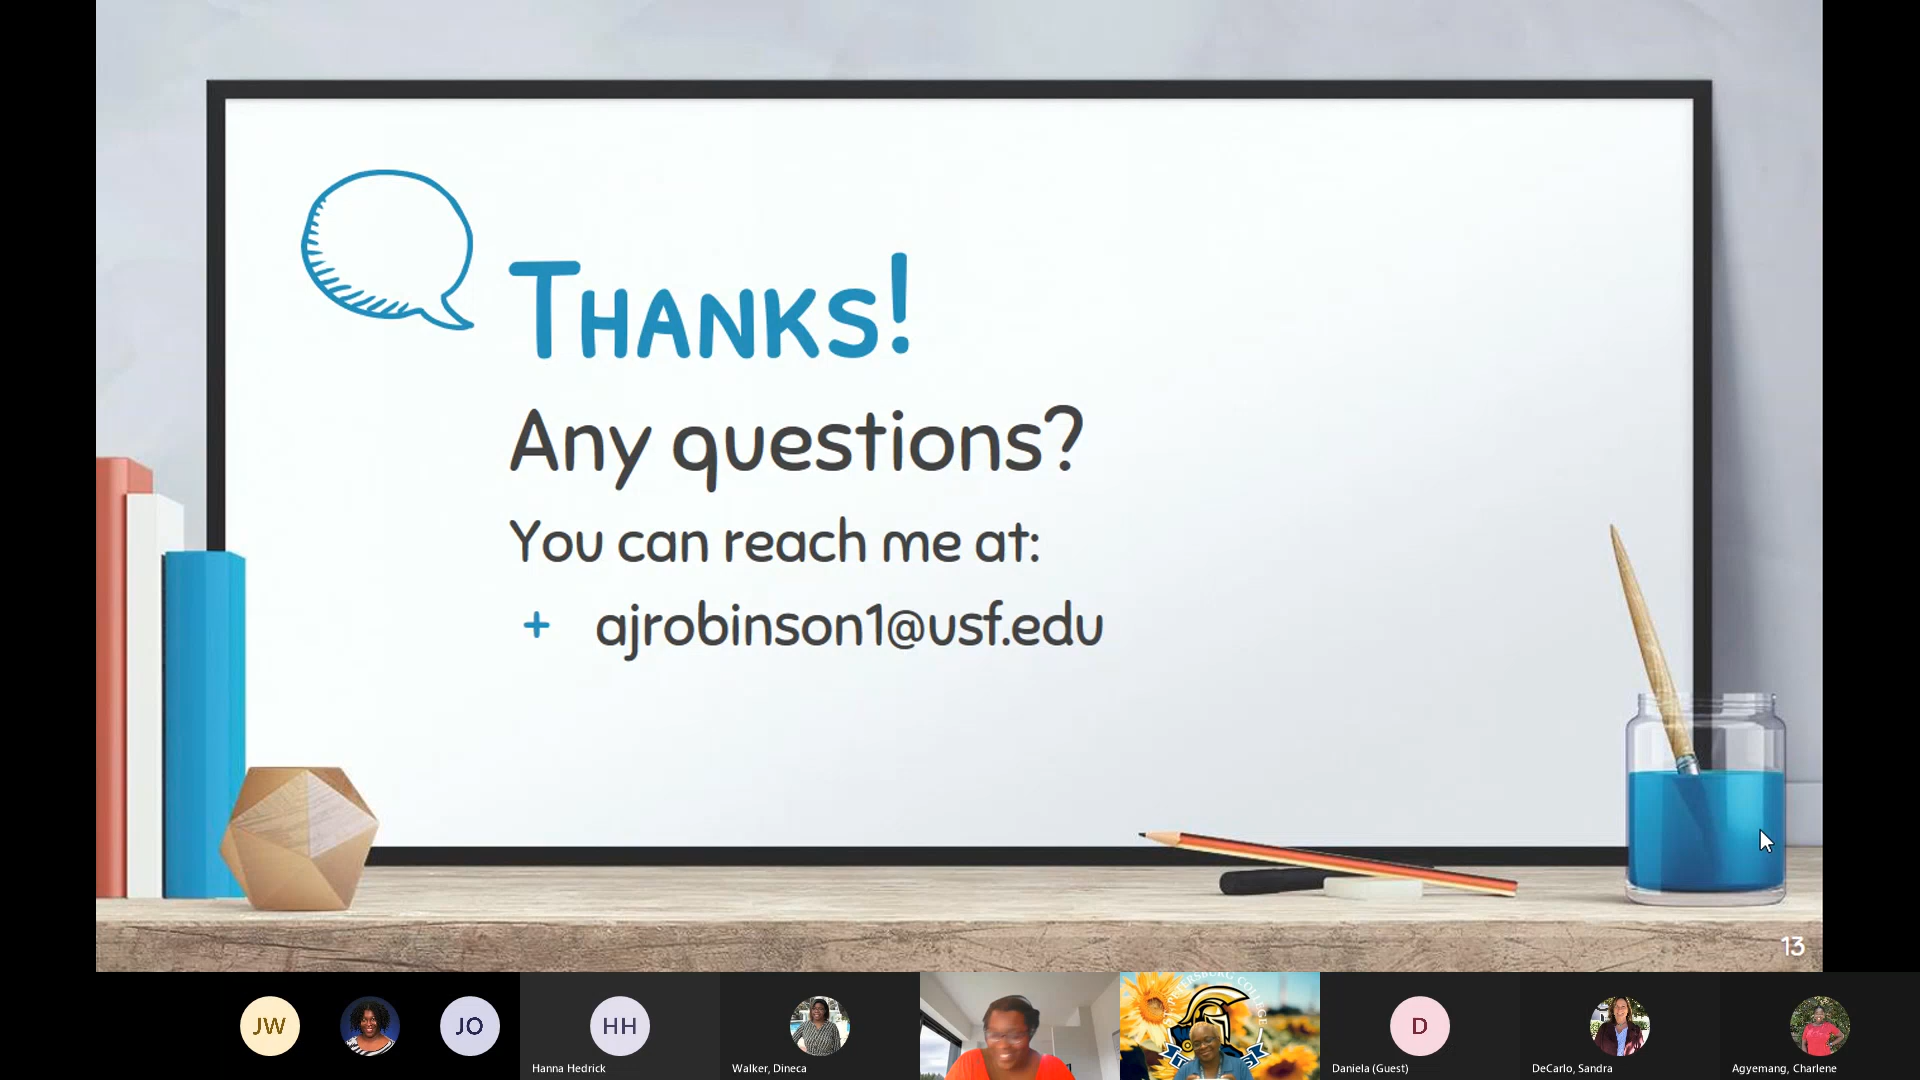 Thanks!
Any questions?
You can reach me at:
+ ajrobinson1@usf.edu
13
JW
JO
HH
Hanna Hedrick
Walker, Dineca
D
Daniela (Guest)
DeCarlo, Sandra
Agyemang, Charlene